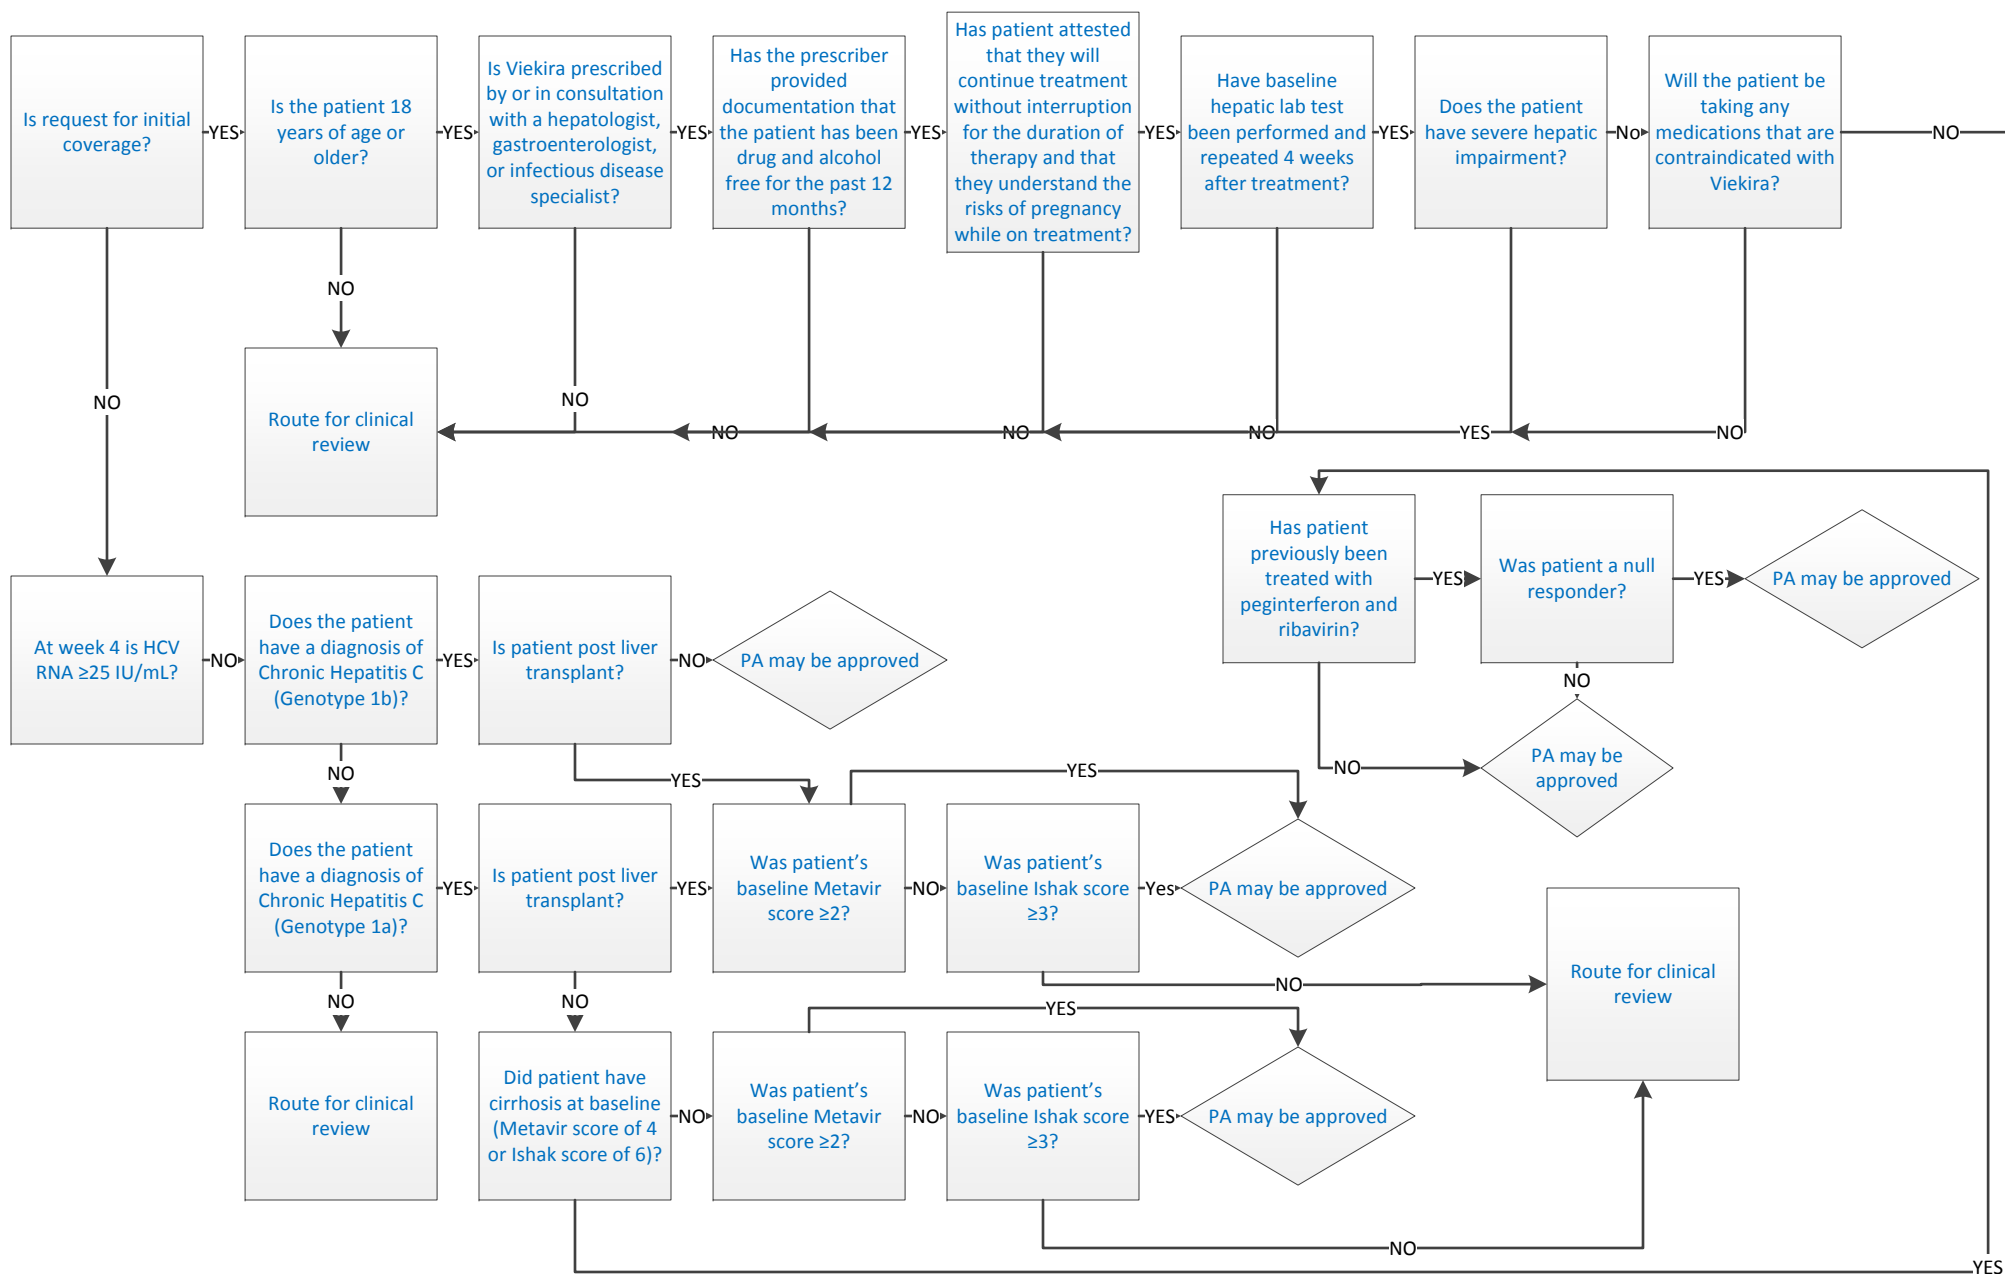 Is request for initial
coverage?
YES
Is the patient 18
years of age or
older?
YES
Is Viekira prescribed
by or in consultation
with a hepatologist,
gastroenterologist,
or infectious disease
specialist?
YES
Has the prescriber
provided
documentation that
the patient has been
drug and alcohol
free for the past 12
months?
YES
Has patient attested
that they will
continue treatment
without interruption
for the duration of
therapy and that
they understand the
risks of pregnancy
while on treatment?
YES
Have baseline
hepatic lab test
been performed and
repeated 4 weeks
after treatment?
YES
Does the patient
have severe hepatic
impairment?
No
Will the patient be
taking any
medications that are
contraindicated with
Viekira?
NO
NO
NO
NO
NO
NO
NO
YES
NO
Route for clinical
review
Has patient
previously been
treated with
peginterferon and
ribavirin?
YES
Was patient a null
responder?
YES
PA may be approved
NO
NO
PA may be
approved
At week 4 is HCV
RNA ≥25 IU/mL?
NO
Does the patient
have a diagnosis of
Chronic Hepatitis C
(Genotype 1b)?
YES
Is patient post liver
transplant?
NO
PA may be approved
NO
YES
YES
Does the patient
have a diagnosis of
Chronic Hepatitis C
(Genotype 1a)?
YES
Is patient post liver
transplant?
YES
Was patient's
baseline Metavir
score ≥2?
NO
Was patient's
baseline Ishak score
≥3?
Yes
PA may be approved
NO
NO
NO
Route for clinical
review
YES
Route for clinical
review
Did patient have
cirrhosis at baseline
(Metavir score of 4
or Ishak score of 6)?
NO
Was patient's
baseline Metavir
score ≥2?
NO
Was patient's
baseline Ishak score
≥3?
YES
PA may be approved
NO
YES